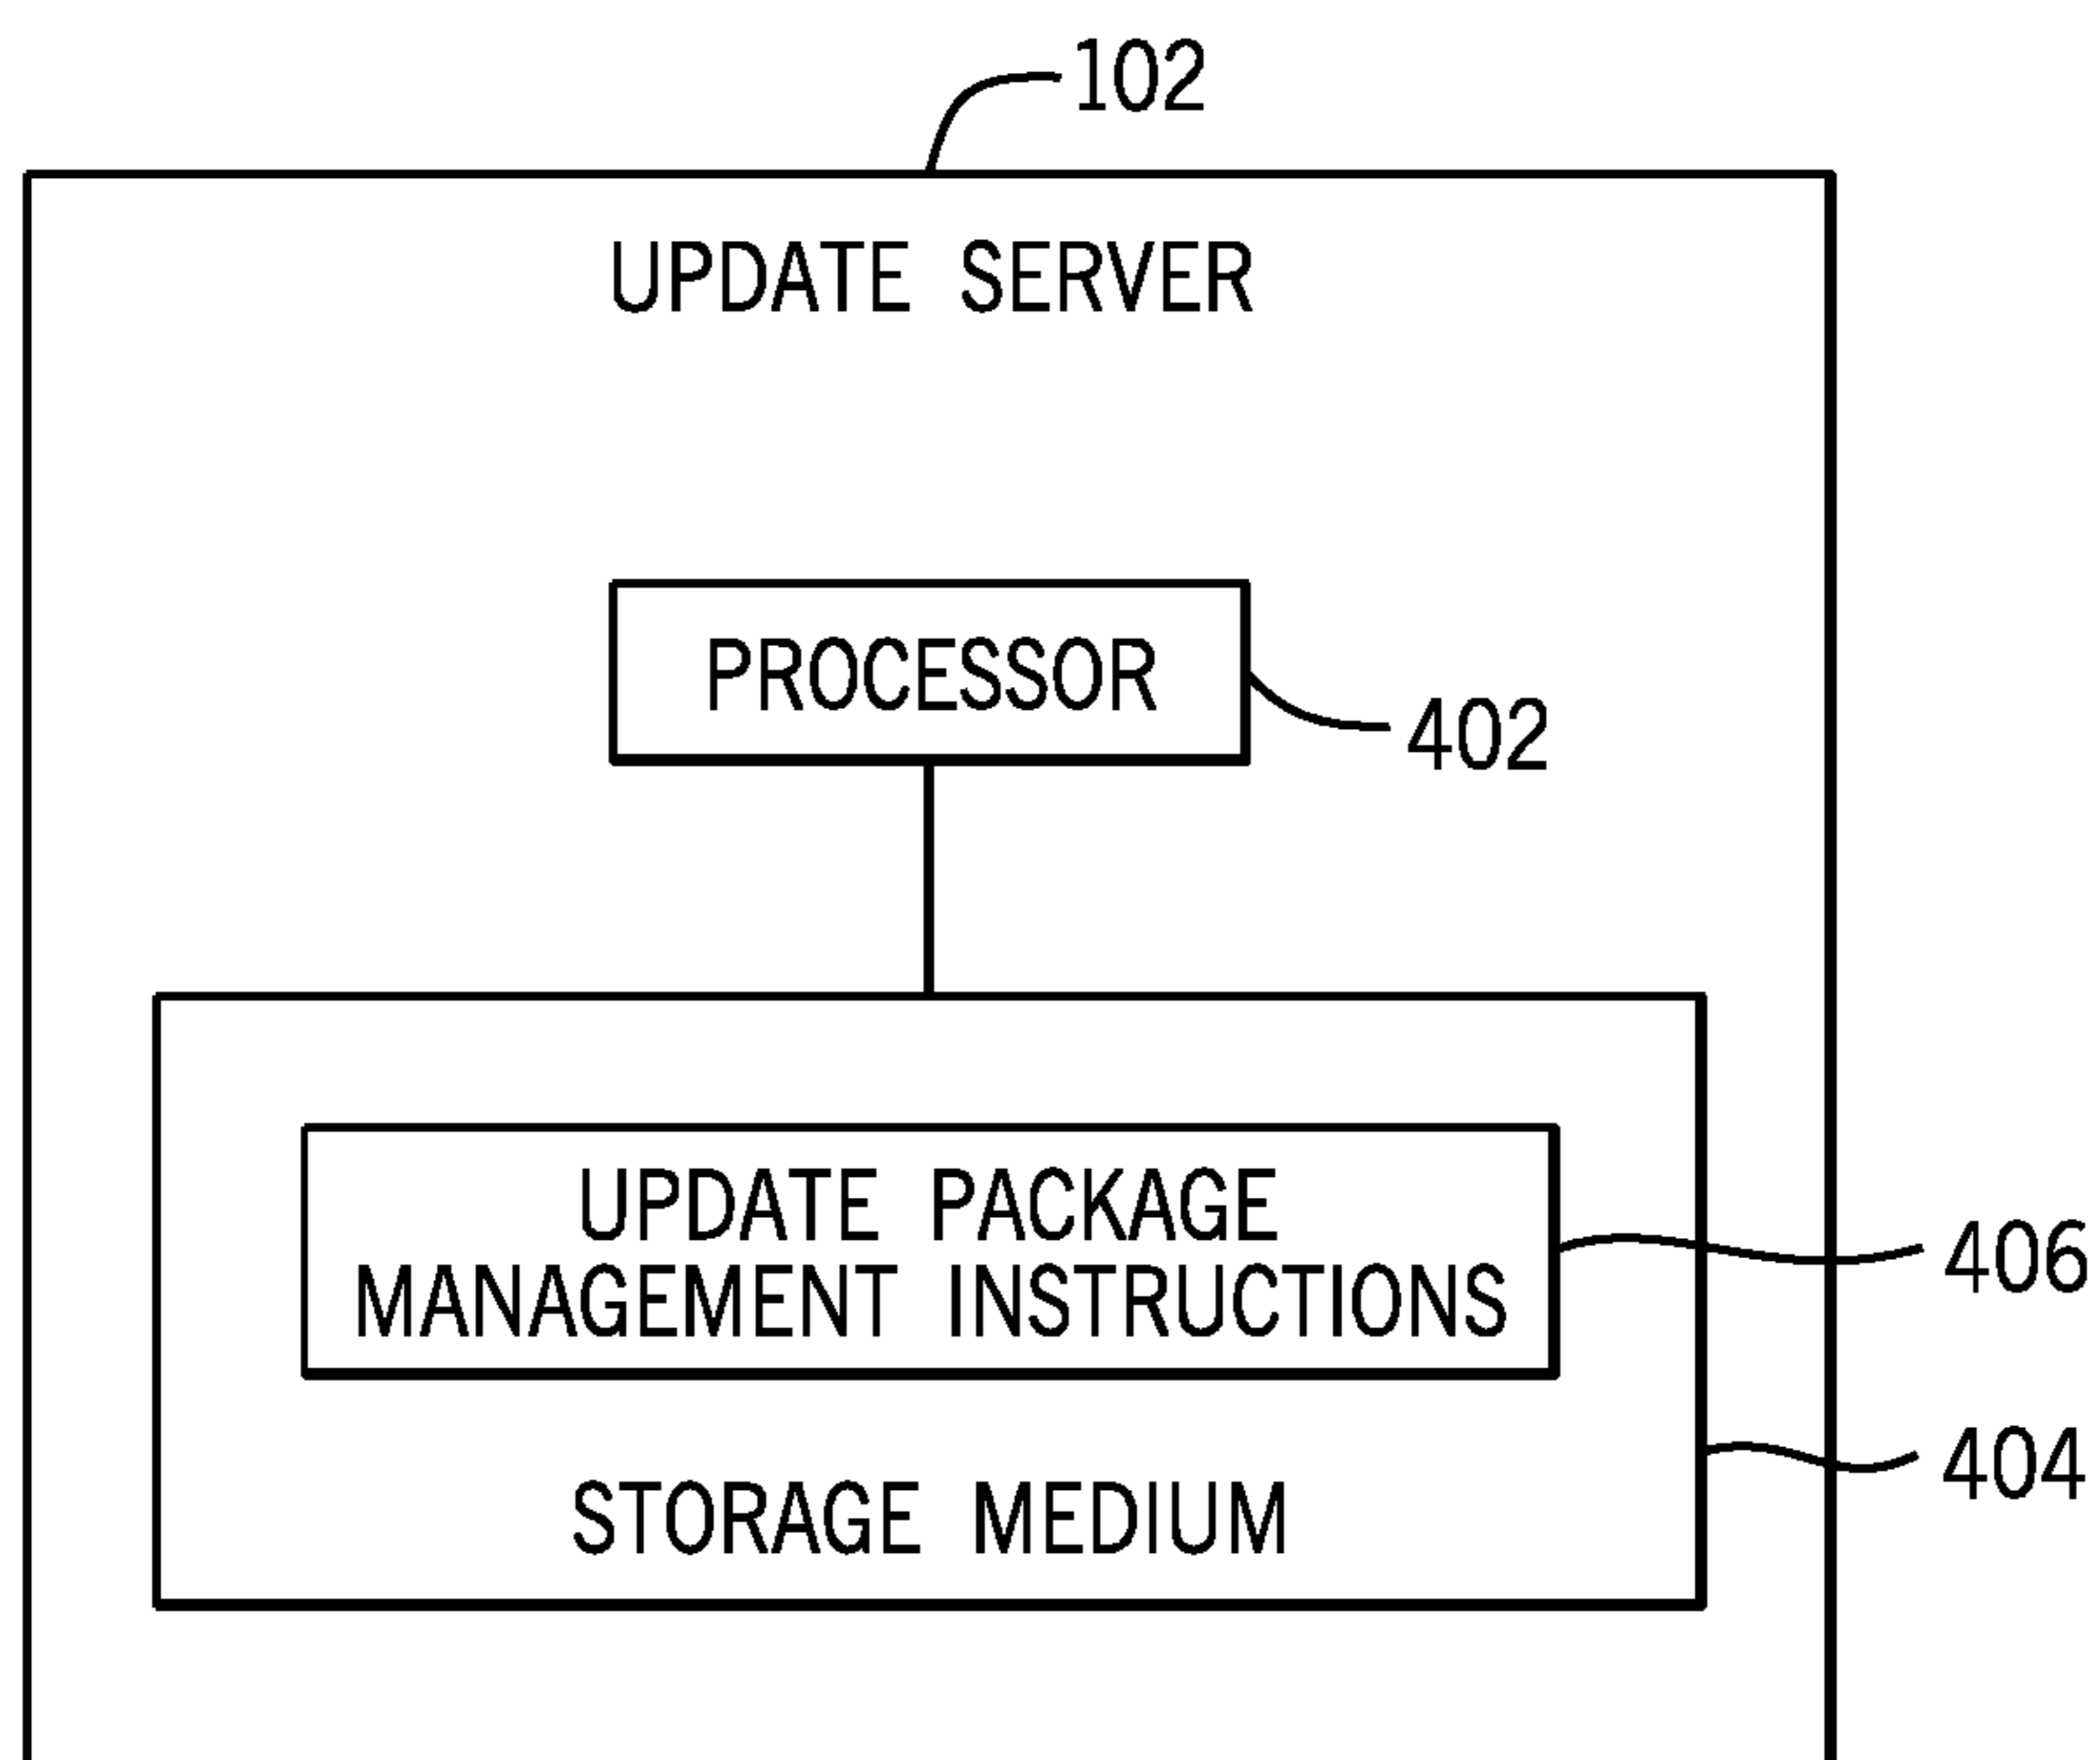 102
UPDATE SERVER
PROCESSOR
402
UPDATE PACKAGE
MANAGEMENT INSTRUCTIONS
406
404
STORAGE MEDIUM